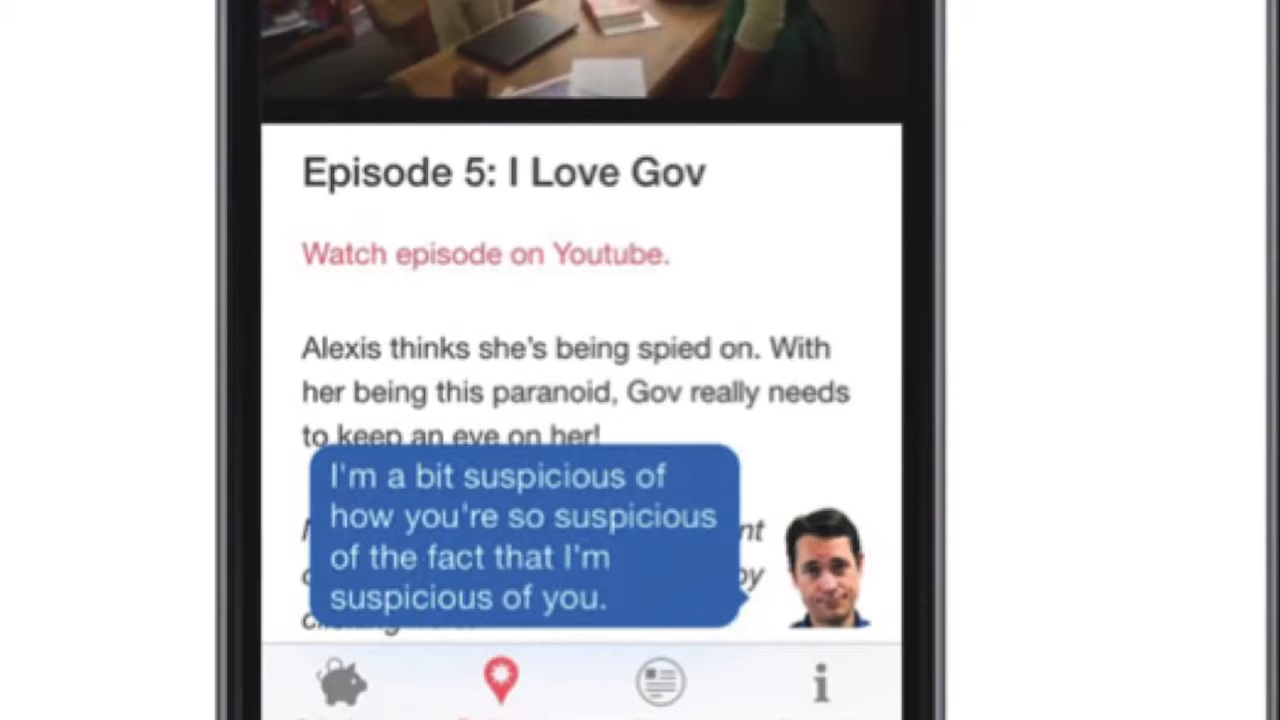 Episode 5: I Love Gov
Watch episode on Youtube.
Alexis thinks she's being spied on. With
her being this paranoid, Gov really needs
to keep an eye on her!
I'm a bit suspicious of
how you're so suspicious
of the fact that I'm
suspicious of you.